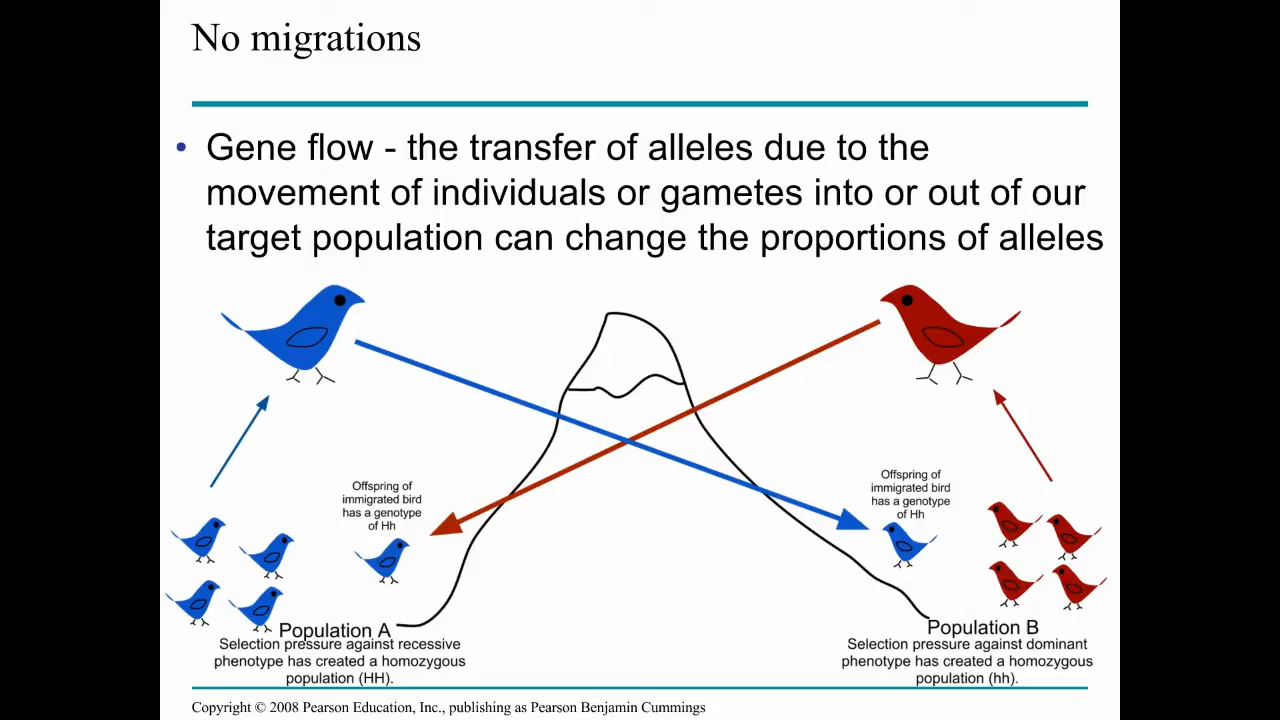 No migrations
• Gene flow - the transfer of alleles due to the
movement of individuals or gametes into or out of our
target population can change the proportions of alleles
Offspring of
immigrated bird
has a genotype
of Hh
Offspring of
immigrated bird
has a genotype
of Hh
Population A
Selection pressure against recessive
phenotype has created a homozygous
population (HH).
Population B
Selection pressure against dominant
phenotype has created a homozygous
population (hh).
Copyright © 2008 Pearson Education, Inc., publishing as Pearson Benjamin Cummings